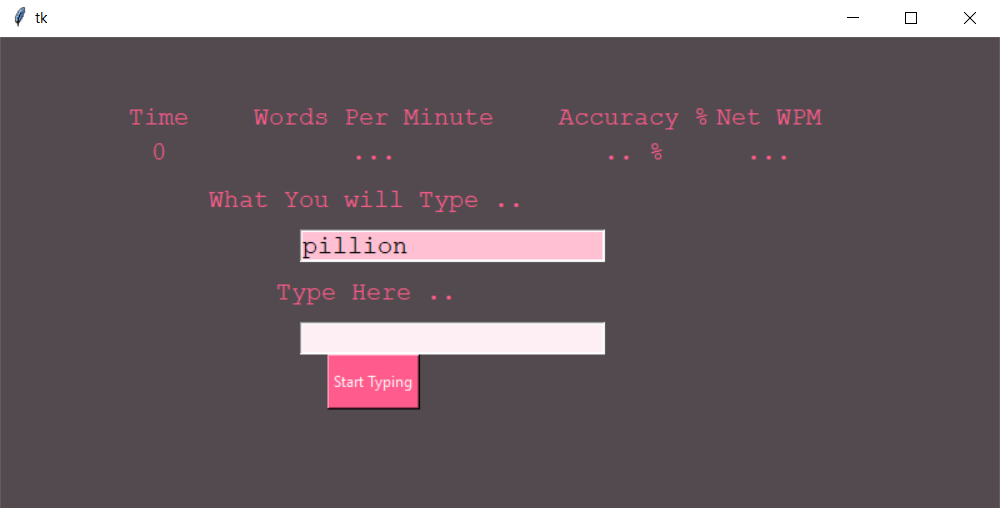 tk
Time Words Per Minute Accuracy % Net WPM
0 ... .. % ...
What You will Type ..
pillion
Type Here ..
Start Typing